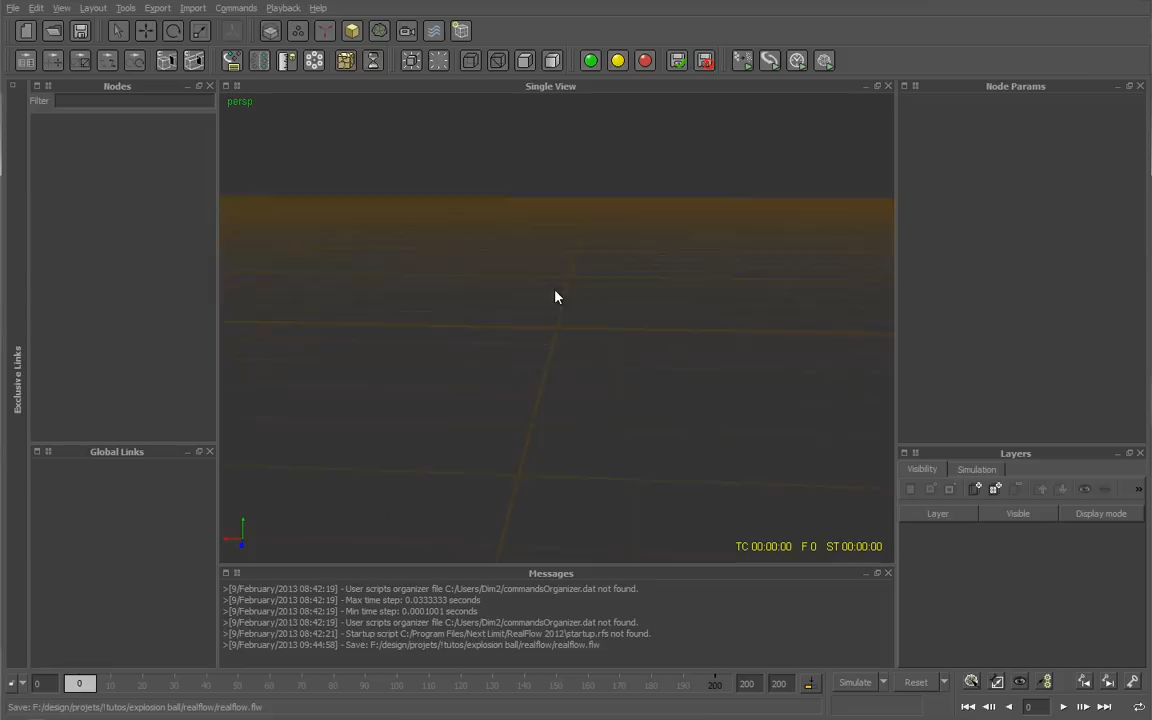 File Edit View Layout Tools Export Import Commands Playback Help
Nodes
Single View
Node Params
Filter
persp
Exclusive Links
Global Links
Layers
Visibility Simulation
»
Layer Visible Display mode
TC 00:00:00 F 0 ST 00:00:00
Messages
>[9/February/2013 08:42:19] - User scripts organizer file C:/Users/Dim2/commandsOrganizer.dat not found.
>[9/February/2013 08:42:19] - Max time step: 0.0333333 seconds
>[9/February/2013 08:42:19] - Min time step: 0.0001001 seconds
>[9/February/2013 08:42:19] - User scripts organizer file C:/Users/Dim2/commandsOrganizer.dat not found.
>[9/February/2013 08:42:21] - Startup script C:/Program Files/Next Limit/RealFlow 2012\startup.rfs not found.
>[9/February/2013 09:44:58] - Save: F:/design/projets/!tutos/explosion ball/realflow/realflow.flw
0 0 10 20 30 40 50 60 70 80 90 100 110 120 130 140 150 160 170 180 190 200 200 200 Simulate Reset
Save: F:/design/projets/!tutos/explosion ball/realflow/realflow.flw
0